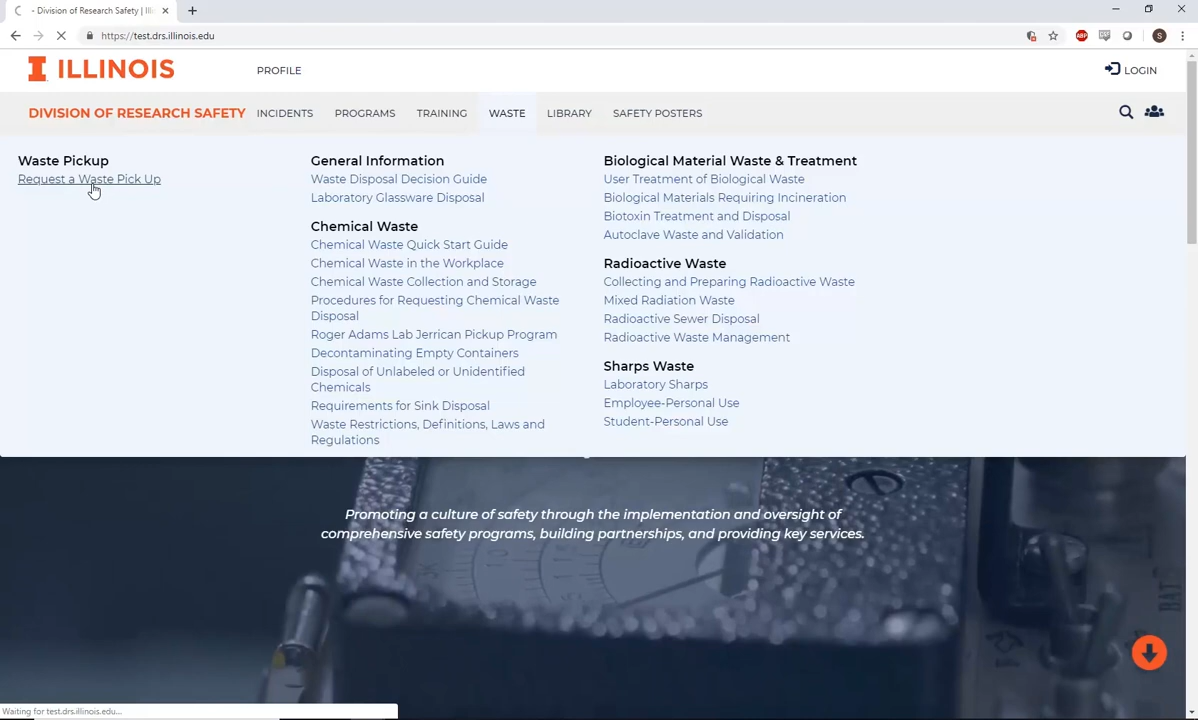 - Division of Research Safety | Illi
https://test.drs.illinois.edu
ABP
S
I ILLINOIS
PROFILE
LOGIN
DIVISION OF RESEARCH SAFETY
INCIDENTS
PROGRAMS
TRAINING
WASTE
LIBRARY
SAFETY POSTERS
Waste Pickup
Request a Waste Pick Up
General Information
Waste Disposal Decision Guide
Laboratory Glassware Disposal
Chemical Waste
Chemical Waste Quick Start Guide
Chemical Waste in the Workplace
Chemical Waste Collection and Storage
Procedures for Requesting Chemical Waste
Disposal
Roger Adams Lab Jerrican Pickup Program
Decontaminating Empty Containers
Disposal of Unlabeled or Unidentified
Chemicals
Requirements for Sink Disposal
Waste Restrictions, Definitions, Laws and
Regulations
Biological Material Waste & Treatment
User Treatment of Biological Waste
Biological Materials Requiring Incineration
Biotoxin Treatment and Disposal
Autoclave Waste and Validation
Radioactive Waste
Collecting and Preparing Radioactive Waste
Mixed Radiation Waste
Radioactive Sewer Disposal
Radioactive Waste Management
Sharps Waste
Laboratory Sharps
Employee-Personal Use
Student-Personal Use
Promoting a culture of safety through the implementation and oversight of
comprehensive safety programs, building partnerships, and providing key services.
BAT
Waiting for test.drs.illinois.edu...